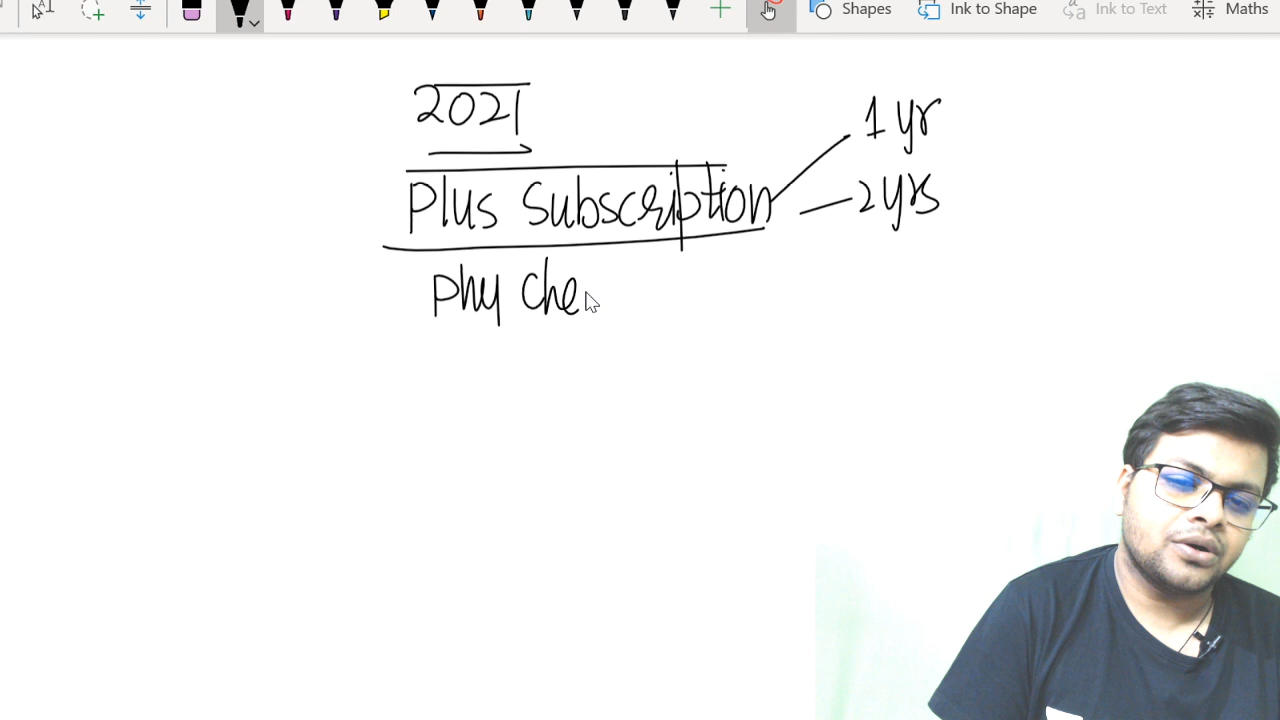 Shapes
Ink to Shape
Ink to Text
Maths
2021
Plus Subscription
1 yr
2 yrs
Phy Che